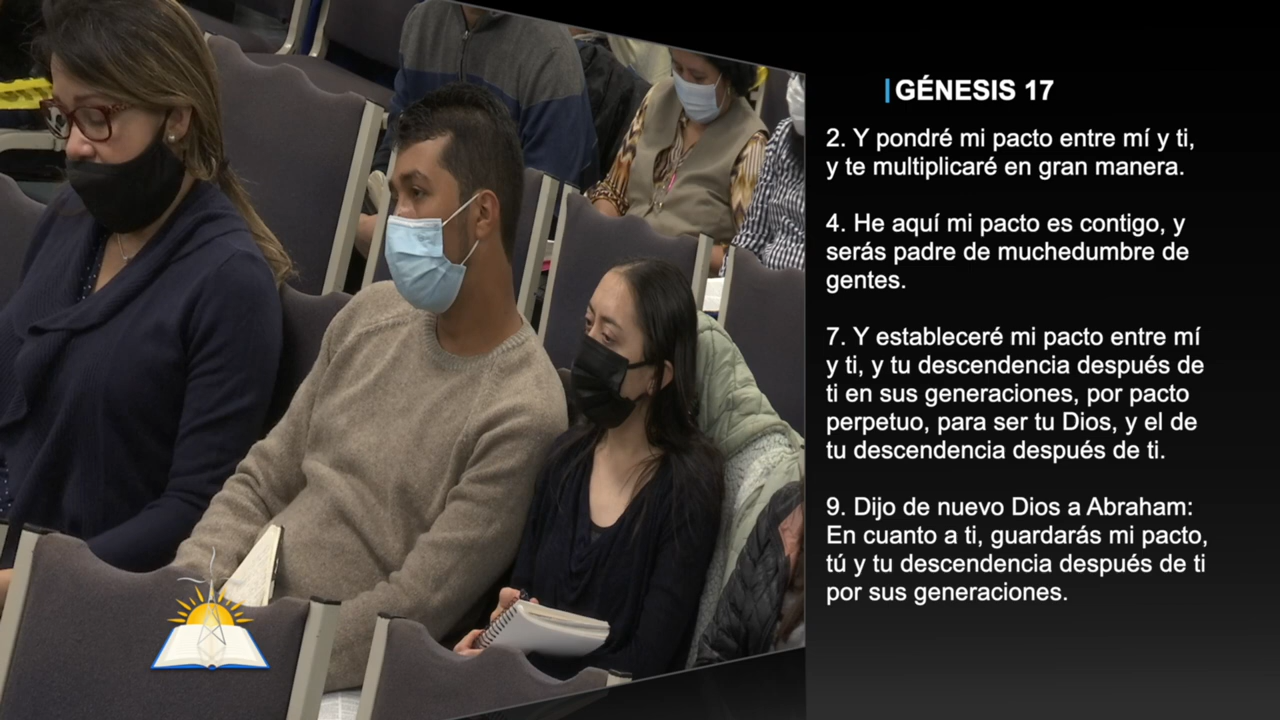 GÉNESIS 17
2. Y pondré mi pacto entre mí y ti,
y te multiplicaré en gran manera.
4. He aquí mi pacto es contigo, y
serás padre de muchedumbre de
gentes.
7. Y estableceré mi pacto entre mí
y ti, y tu descendencia después de
ti en sus generaciones, por pacto
perpetuo, para ser tu Dios, y el de
tu descendencia después de ti.
9. Dijo de nuevo Dios a Abraham:
En cuanto a ti, guardarás mi pacto,
tú y tu descendencia después de ti
por sus generaciones.